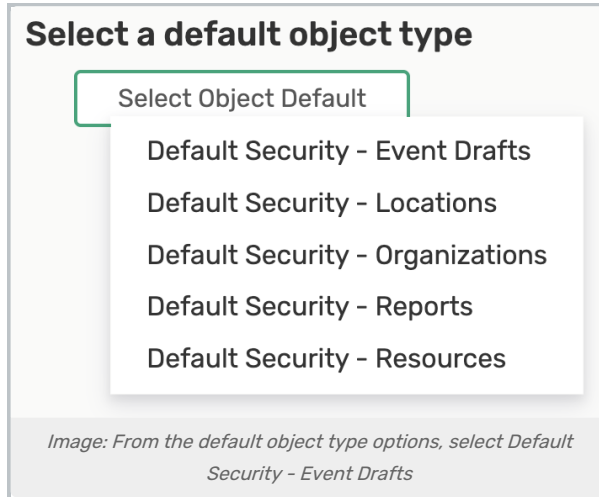 Select a default object type
Select Object Default
Default Security - Event Drafts
Default Security - Locations
Default Security - Organizations
Default Security - Reports
Default Security - Resources
Image: From the default object type options, select Default
Security - Event Drafts